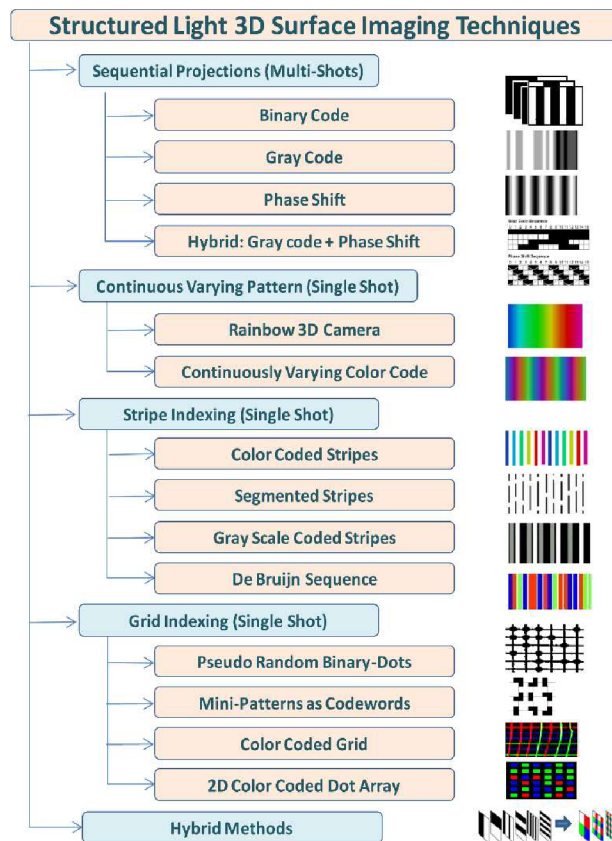 Structured Light 3D Surface Imaging Techniques
Sequential Projections (Multi-Shots)
Binary Code
Gray Code
Phase Shift
Hybrid: Gray code + Phase Shift
Phase Shift Sequence
Continuous Varying Pattern (Single Shot)
Rainbow 3D Camera
Continuously Varying Color Code
Stripe Indexing (Single Shot)
Color Coded Stripes
Segmented Stripes
Gray Scale Coded Stripes
De Bruijn Sequence
Grid Indexing (Single Shot)
Pseudo Random Binary-Dots
Mini-Patterns as Codewords
Color Coded Grid
2D Color Coded Dot Array
Hybrid Methods